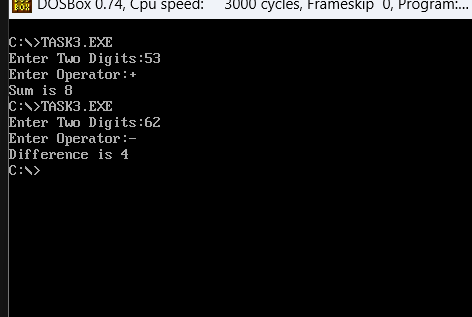 DOSBox 0.74, Cpu speed: 3000 cycles, Frameskip 0, Program:...
C:\>TASK3.EXE
Enter Two Digits:53
Enter Operator:+
Sum is 8
C:\>TASK3.EXE
Enter Two Digits:62
Enter Operator:-
Difference is 4
C:\>